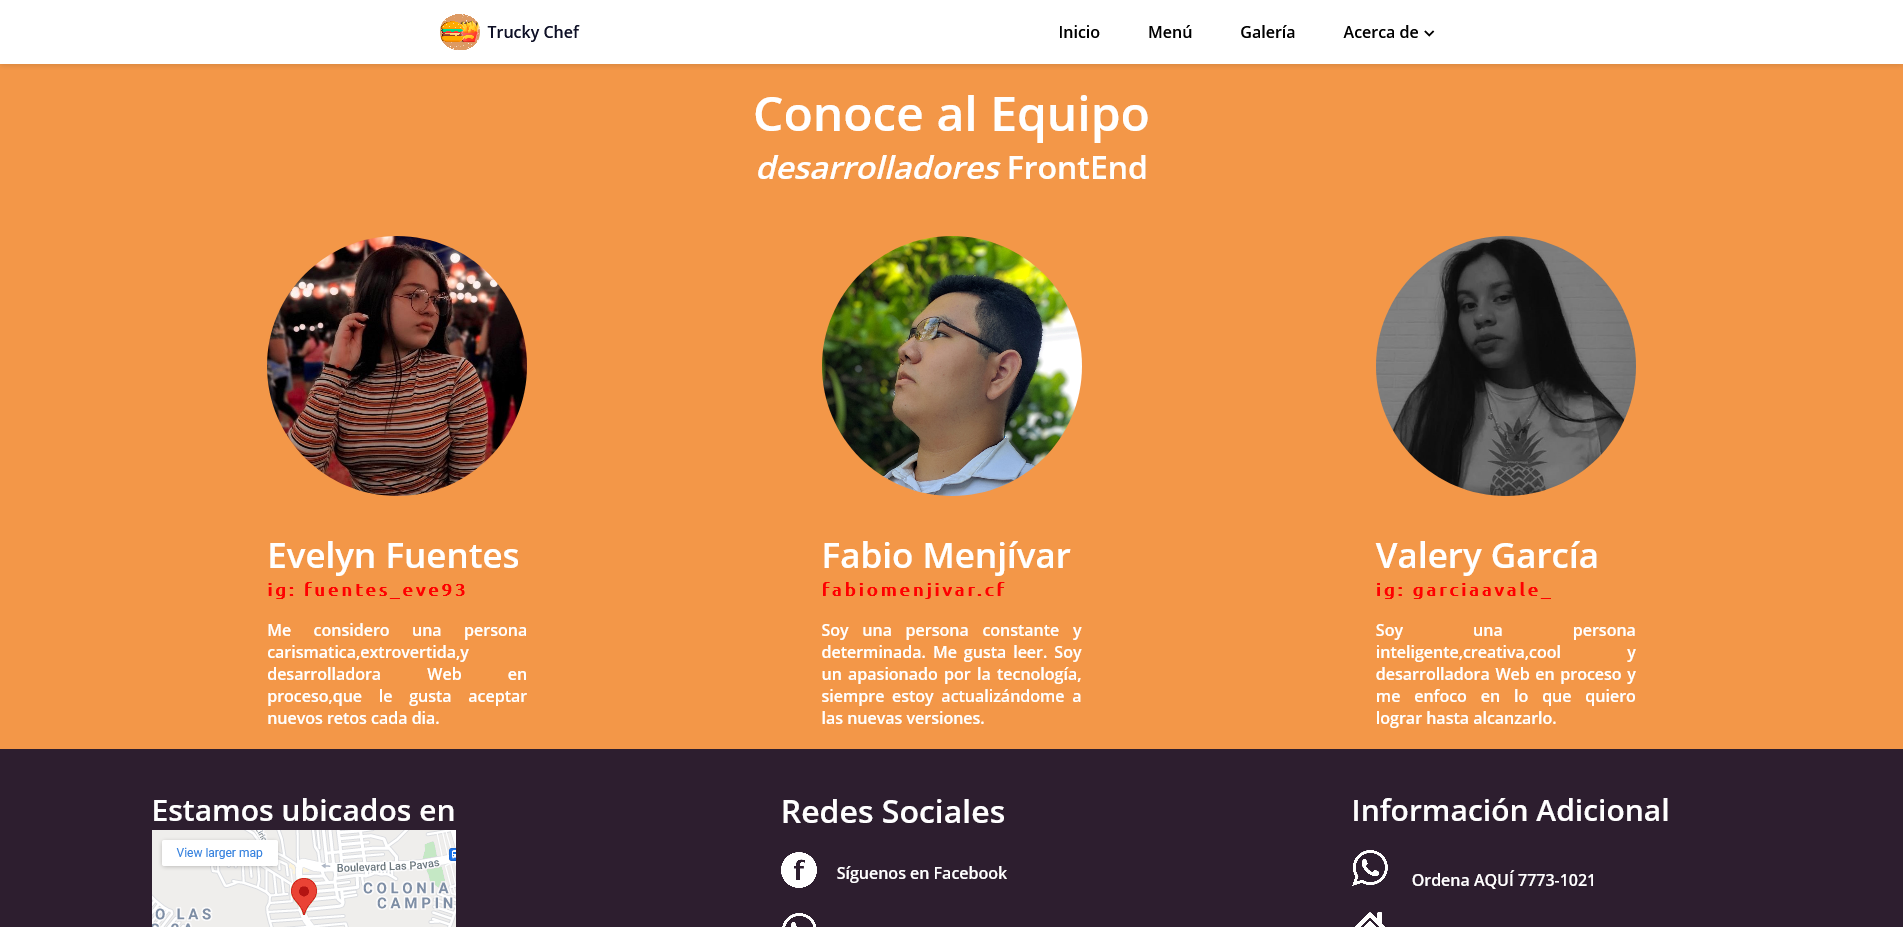 Trucky Chef
Inicio
Menú
Galería
Acerca de
Conoce al Equipo
desarrolladores FrontEnd
Evelyn Fuentes
ig: fuentes_eve93
Me considero una persona
carismatica,extrovertida,y
desarrolladora Web en
proceso,que le gusta aceptar
nuevos retos cada dia.
Fabio Menjívar
fabiomenjivar.cf
Soy una persona constante y
determinada. Me gusta leer. Soy
un apasionado por la tecnología,
siempre estoy actualizándome a
las nuevas versiones.
Valery García
ig: garciaavale_
Soy una persona
inteligente,creativa,cool y
desarrolladora Web en proceso y
me enfoco en lo que quiero
lograr hasta alcanzarlo.
Estamos ubicados en
View larger map
Boulevard Las Pavas
COLONIA
CAMPIN
O LAS
Redes Sociales
Síguenos en Facebook
Información Adicional
Ordena AQUÍ 7773-1021